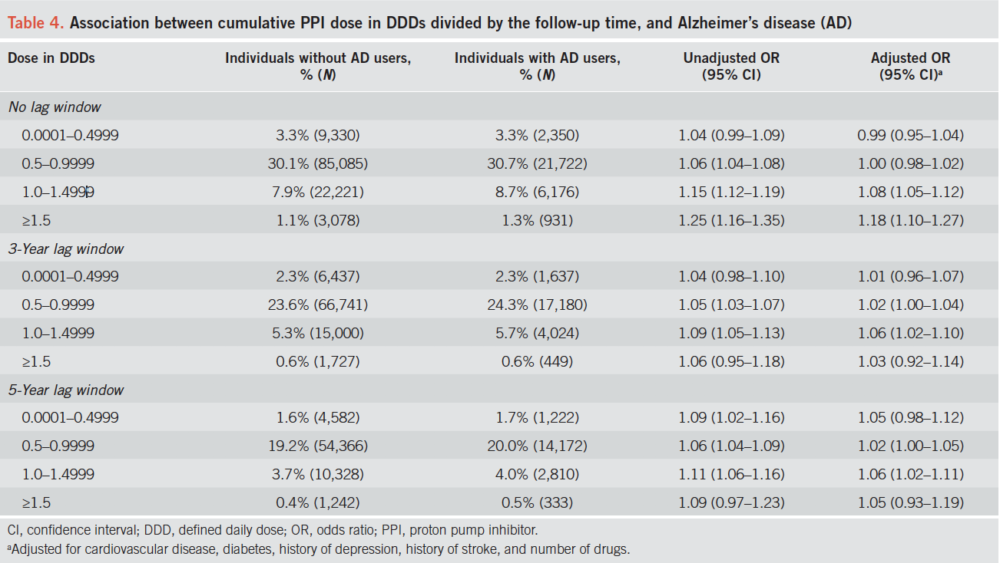 Table 4. Association between cumulative PPI dose in DDDs divided by the follow-up time, and Alzheimer's disease (AD)
Dose in DDDs Individuals without AD users, % (N) Individuals with AD users, % (N) Unadjusted OR (95% CI) Adjusted OR (95% CI)a
No lag window
0.0001–0.4999 3.3% (9,330) 3.3% (2,350) 1.04 (0.99–1.09) 0.99 (0.95–1.04)
0.5–0.9999 30.1% (85,085) 30.7% (21,722) 1.06 (1.04–1.08) 1.00 (0.98–1.02)
1.0–1.4999 7.9% (22,221) 8.7% (6,176) 1.15 (1.12–1.19) 1.08 (1.05–1.12)
≥1.5 1.1% (3,078) 1.3% (931) 1.25 (1.16–1.35) 1.18 (1.10–1.27)
3-Year lag window
0.0001–0.4999 2.3% (6,437) 2.3% (1,637) 1.04 (0.98–1.10) 1.01 (0.96–1.07)
0.5–0.9999 23.6% (66,741) 24.3% (17,180) 1.05 (1.03–1.07) 1.02 (1.00–1.04)
1.0–1.4999 5.3% (15,000) 5.7% (4,024) 1.09 (1.05–1.13) 1.06 (1.02–1.10)
≥1.5 0.6% (1,727) 0.6% (449) 1.06 (0.95–1.18) 1.03 (0.92–1.14)
5-Year lag window
0.0001–0.4999 1.6% (4,582) 1.7% (1,222) 1.09 (1.02–1.16) 1.05 (0.98–1.12)
0.5–0.9999 19.2% (54,366) 20.0% (14,172) 1.06 (1.04–1.09) 1.02 (1.00–1.05)
1.0–1.4999 3.7% (10,328) 4.0% (2,810) 1.11 (1.06–1.16) 1.06 (1.02–1.11)
≥1.5 0.4% (1,242) 0.5% (333) 1.09 (0.97–1.23) 1.05 (0.93–1.19)
CI, confidence interval; DDD, defined daily dose; OR, odds ratio; PPI, proton pump inhibitor.
aAdjusted for cardiovascular disease, diabetes, history of depression, history of stroke, and number of drugs.